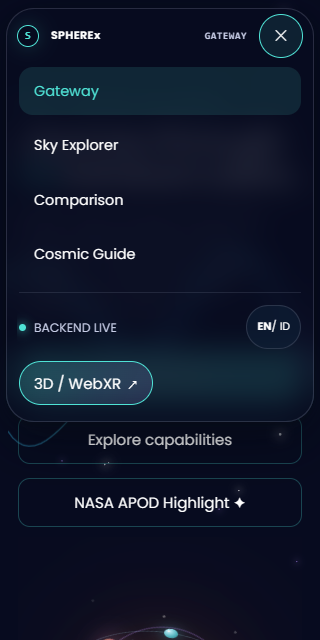 S SPHEREx GATEWAY
Gateway
Sky Explorer
Comparison
Cosmic Guide
BACKEND LIVE EN/ ID
3D / WebXR ↗
Explore capabilities
NASA APOD Highlight ✦